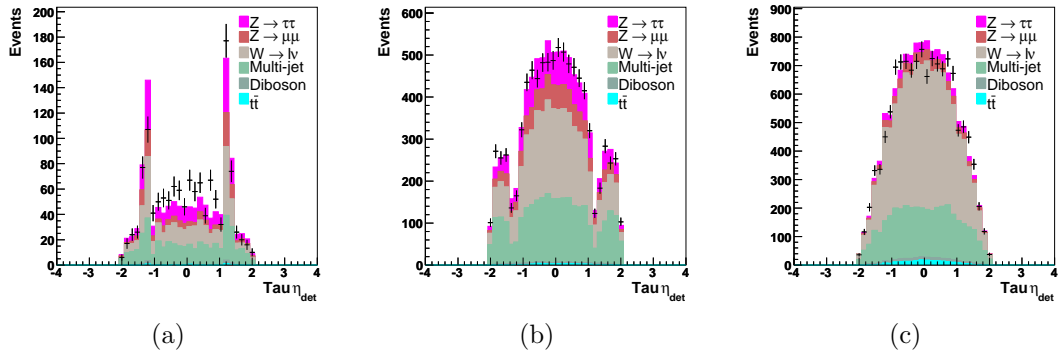 Events
200
180
160
140
120
100
80
60
40
20
0
-4 -3 -2 -1 0 1 2 3 4
Tau η_det
Z → ττ
Z → μμ
W → lν
Multi-jet
Diboson
tt̄
(a)
Events
600
500
400
300
200
100
0
-4 -3 -2 -1 0 1 2 3 4
Tau η_det
Z → ττ
Z → μμ
W → lν
Multi-jet
Diboson
tt̄
(b)
Events
900
800
700
600
500
400
300
200
100
0
-4 -3 -2 -1 0 1 2 3 4
Tau η_det
Z → ττ
Z → μμ
W → lν
Multi-jet
Diboson
tt̄
(c)